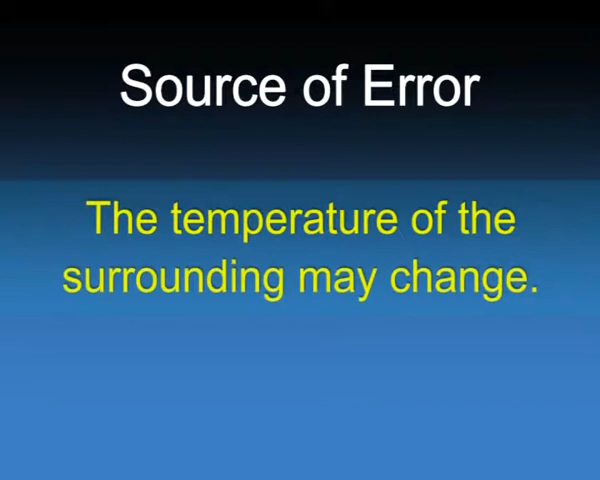 Source of Error
The temperature of the
surrounding may change.